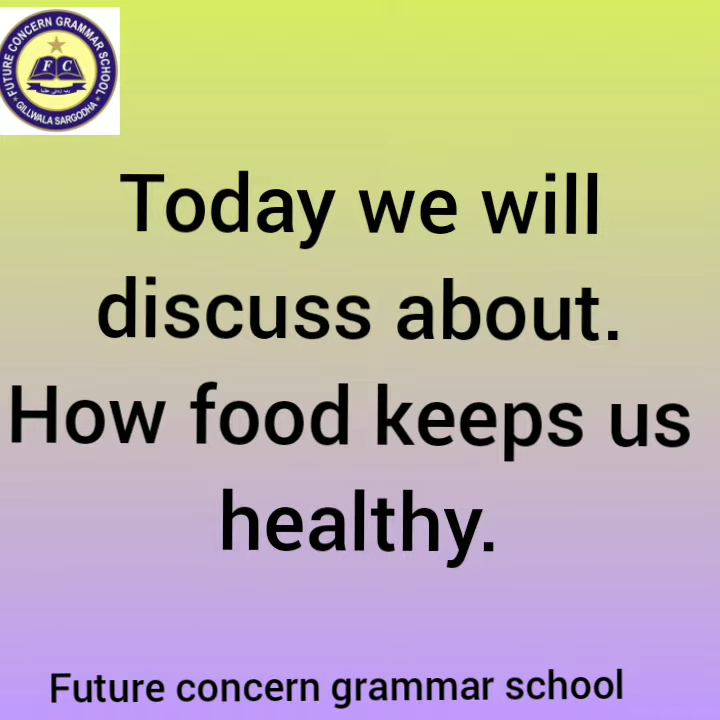 FUTURE CONCERN GRAMMAR SCHOOL
F C
GILLWALA SARGODHA
Today we will
discuss about.
How food keeps us
healthy.
Future concern grammar school